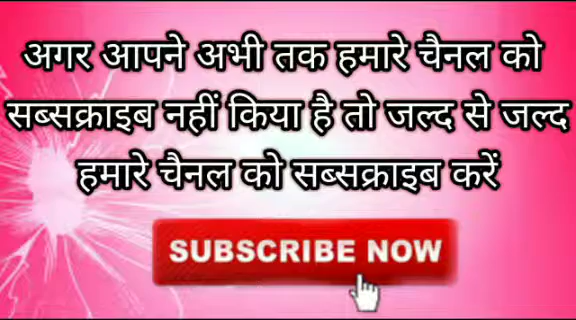 अगर आपने अभी तक हमारे चैनल को
सब्सक्राइब नहीं किया है तो जल्द से जल्द
हमारे चैनल को सब्सक्राइब करें
SUBSCRIBE NOW